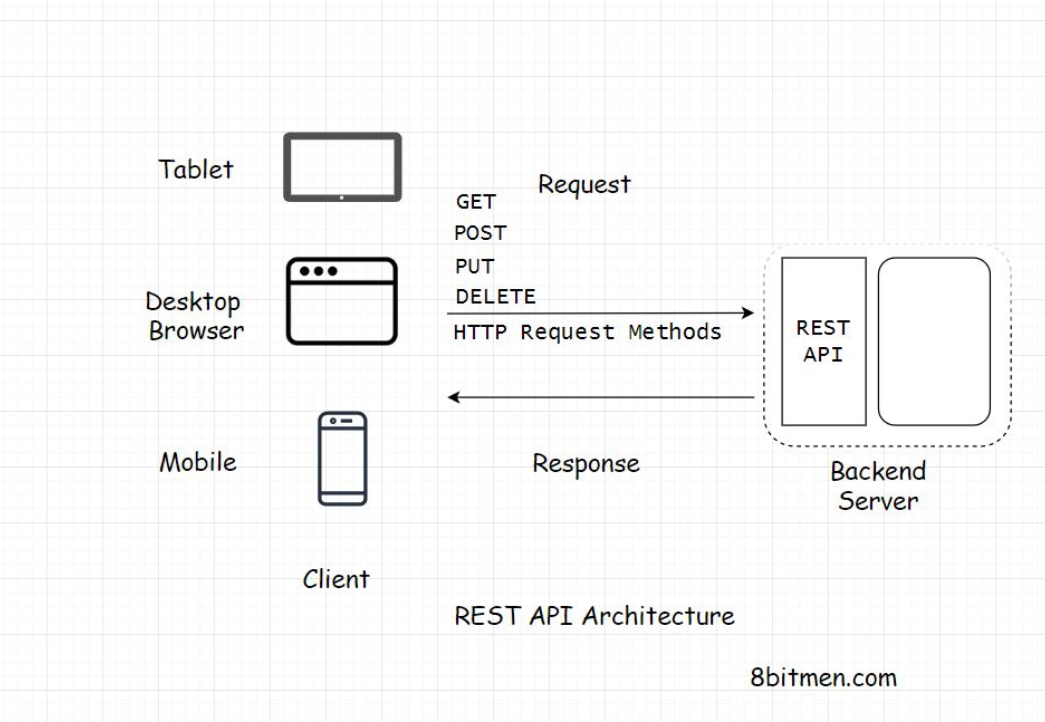 Tablet
Request
GET
POST
PUT
DELETE
Desktop
Browser
HTTP Request Methods
REST
API
Mobile
Response
Backend
Server
Client
REST API Architecture
8bitmen.com